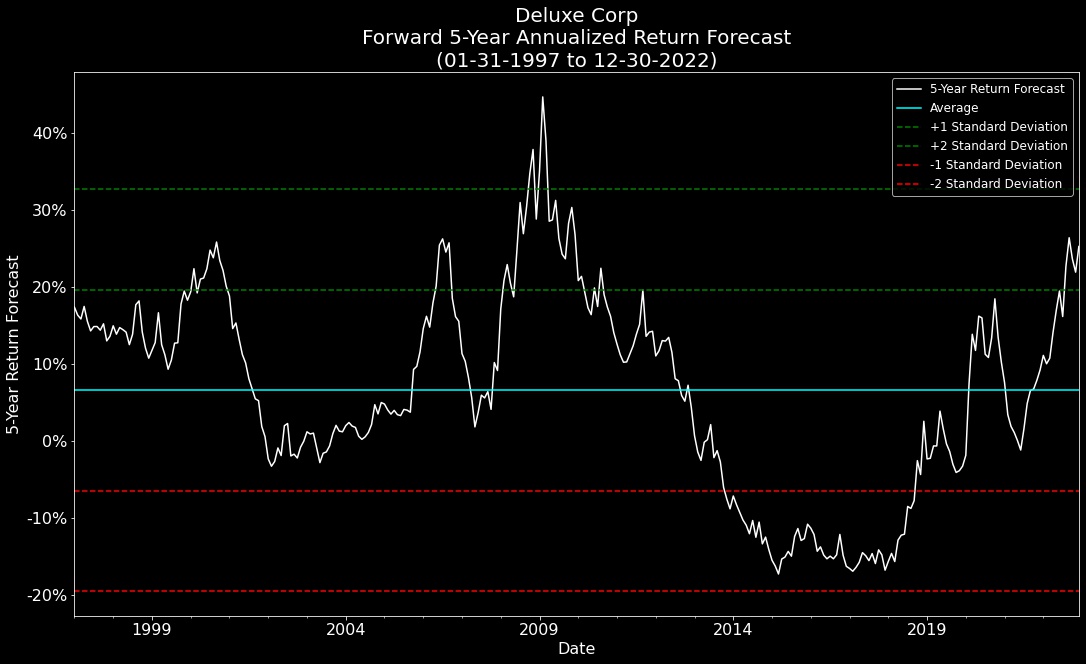 Deluxe Corp
Forward 5-Year Annualized Return Forecast
(01-31-1997 to 12-30-2022)
5-Year Return Forecast
Average
+1 Standard Deviation
+2 Standard Deviation
-1 Standard Deviation
-2 Standard Deviation
5-Year Return Forecast
40%
30%
20%
10%
0%
-10%
-20%
1999
2004
2009
2014
2019
Date